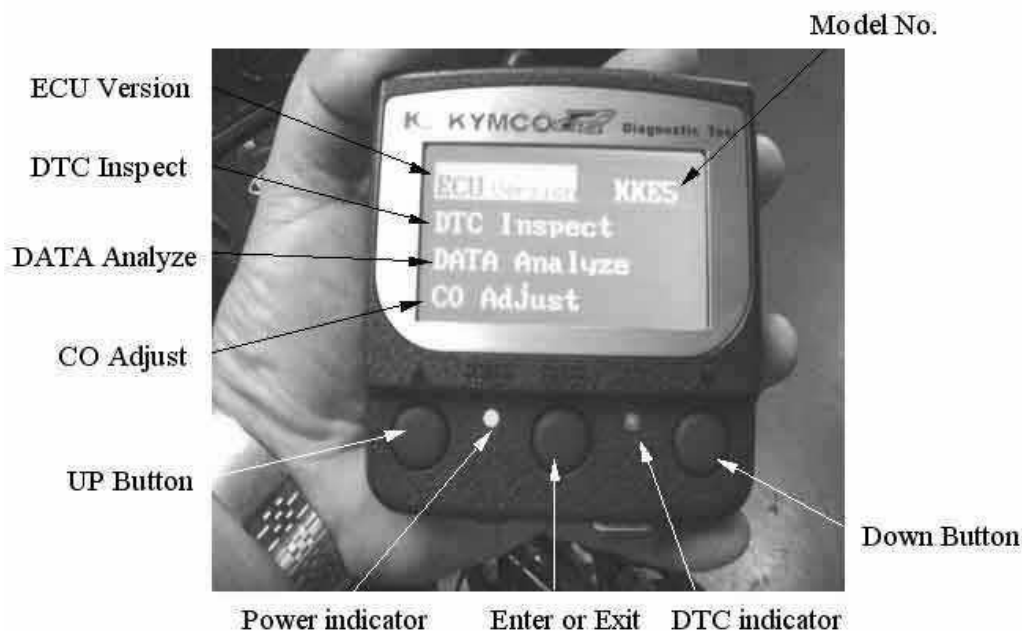 Model No.
ECU Version
DTC Inspect
DATA Analyze
CO Adjust
K KYMCO Diagnostic Tool
ECU Version KKE5
DTC Inspect
DATA Analyze
CO Adjust
UP Button
Down Button
Power indicator
Enter or Exit
DTC indicator